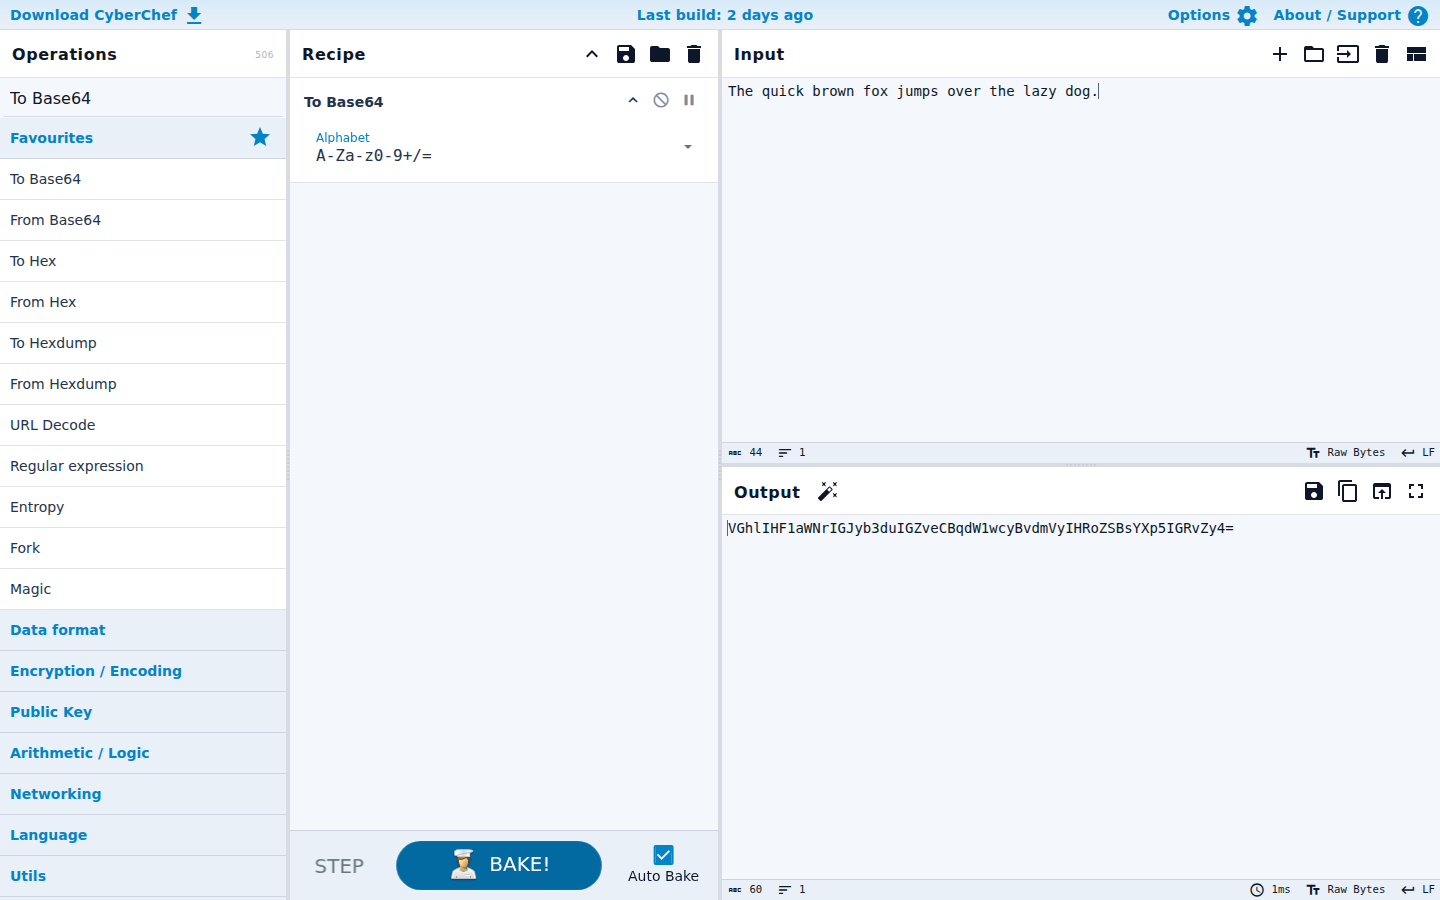 Download CyberChef
Last build: 2 days ago
Options
About / Support
Operations
506
To Base64
Favourites
To Base64
From Base64
To Hex
From Hex
To Hexdump
From Hexdump
URL Decode
Regular expression
Entropy
Fork
Magic
Data format
Encryption / Encoding
Public Key
Arithmetic / Logic
Networking
Language
Utils
Recipe
To Base64
Alphabet
A-Za-z0-9+/=
STEP
BAKE!
Auto Bake
Input
The quick brown fox jumps over the lazy dog.
ABC 44
1
Raw Bytes
LF
Output
VGhlIHF1aWNrIGJyb3duIGZveCBqdW1wcyBvdmVyIHRoZSBsYXp5IGRvZy4=
ABC 60
1
1ms
Raw Bytes
LF